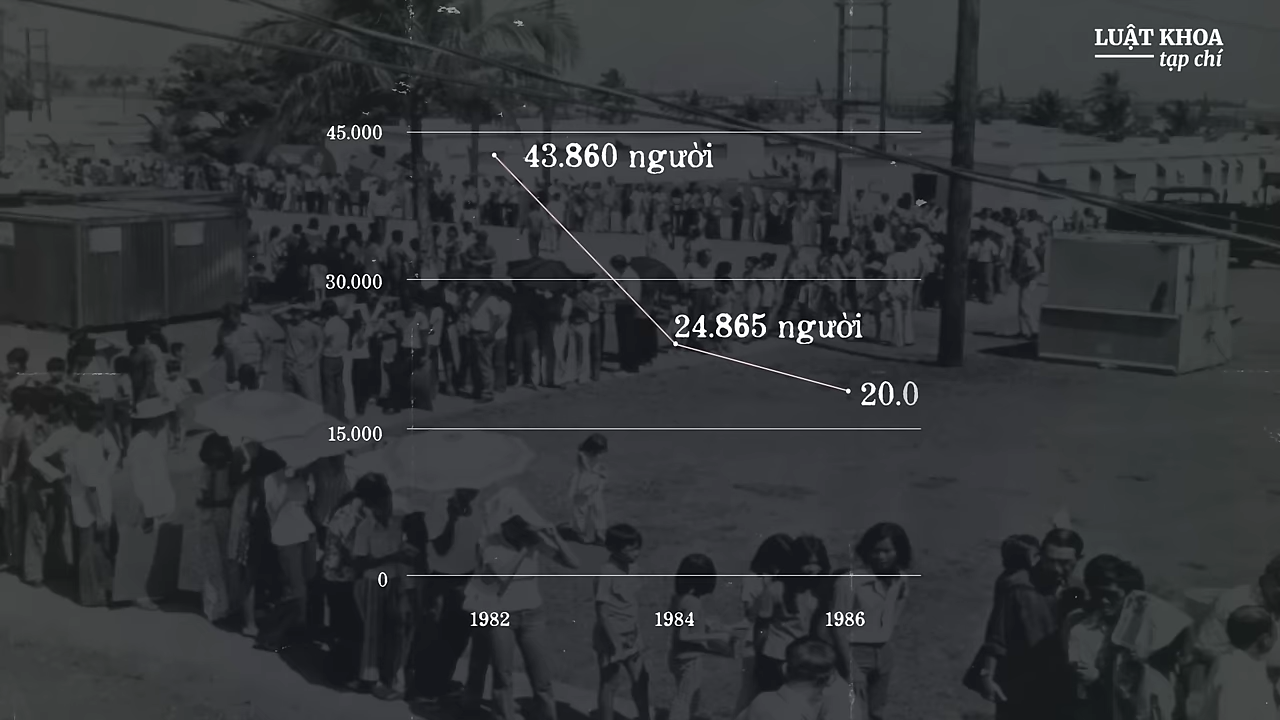 LUẬT KHOA
tạp chí
45.000
43.860 người
30.000
24.865 người
20.0
15.000
0
1982
1984
1986